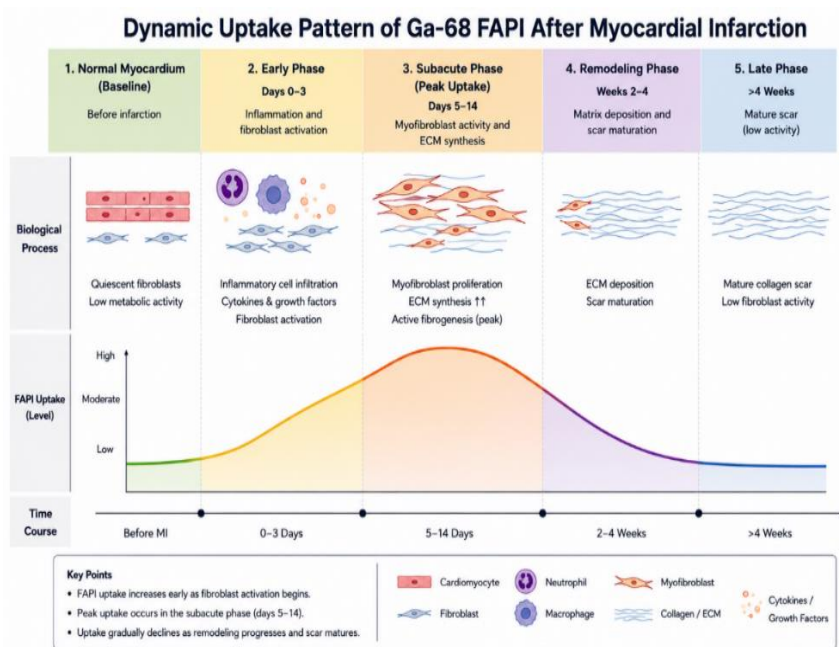 Dynamic Uptake Pattern of Ga-68 FAPI After Myocardial Infarction
1. Normal Myocardium
(Baseline)
Before infarction
2. Early Phase
Days 0–3
Inflammation and
fibroblast activation
3. Subacute Phase
(Peak Uptake)
Days 5–14
Myofibroblast activity and
ECM synthesis
4. Remodeling Phase
Weeks 2–4
Matrix deposition and
scar maturation
5. Late Phase
>4 Weeks
Mature scar
(low activity)
Biological
Process
Quiescent fibroblasts
Low metabolic activity
Inflammatory cell infiltration
Cytokines & growth factors
Fibroblast activation
Myofibroblast proliferation
ECM synthesis ↑↑
Active fibrogenesis (peak)
ECM deposition
Scar maturation
Mature collagen scar
Low fibroblast activity
FAPI Uptake
(Level)
High
Moderate
Low
Time
Course
Before MI
0–3 Days
5–14 Days
2–4 Weeks
>4 Weeks
Key Points
• FAPI uptake increases early as fibroblast activation begins.
• Peak uptake occurs in the subacute phase (days 5–14).
• Uptake gradually declines as remodeling progresses and scar matures.
Cardiomyocyte
Neutrophil
Myofibroblast
Cytokines /
Growth Factors
Fibroblast
Macrophage
Collagen / ECM